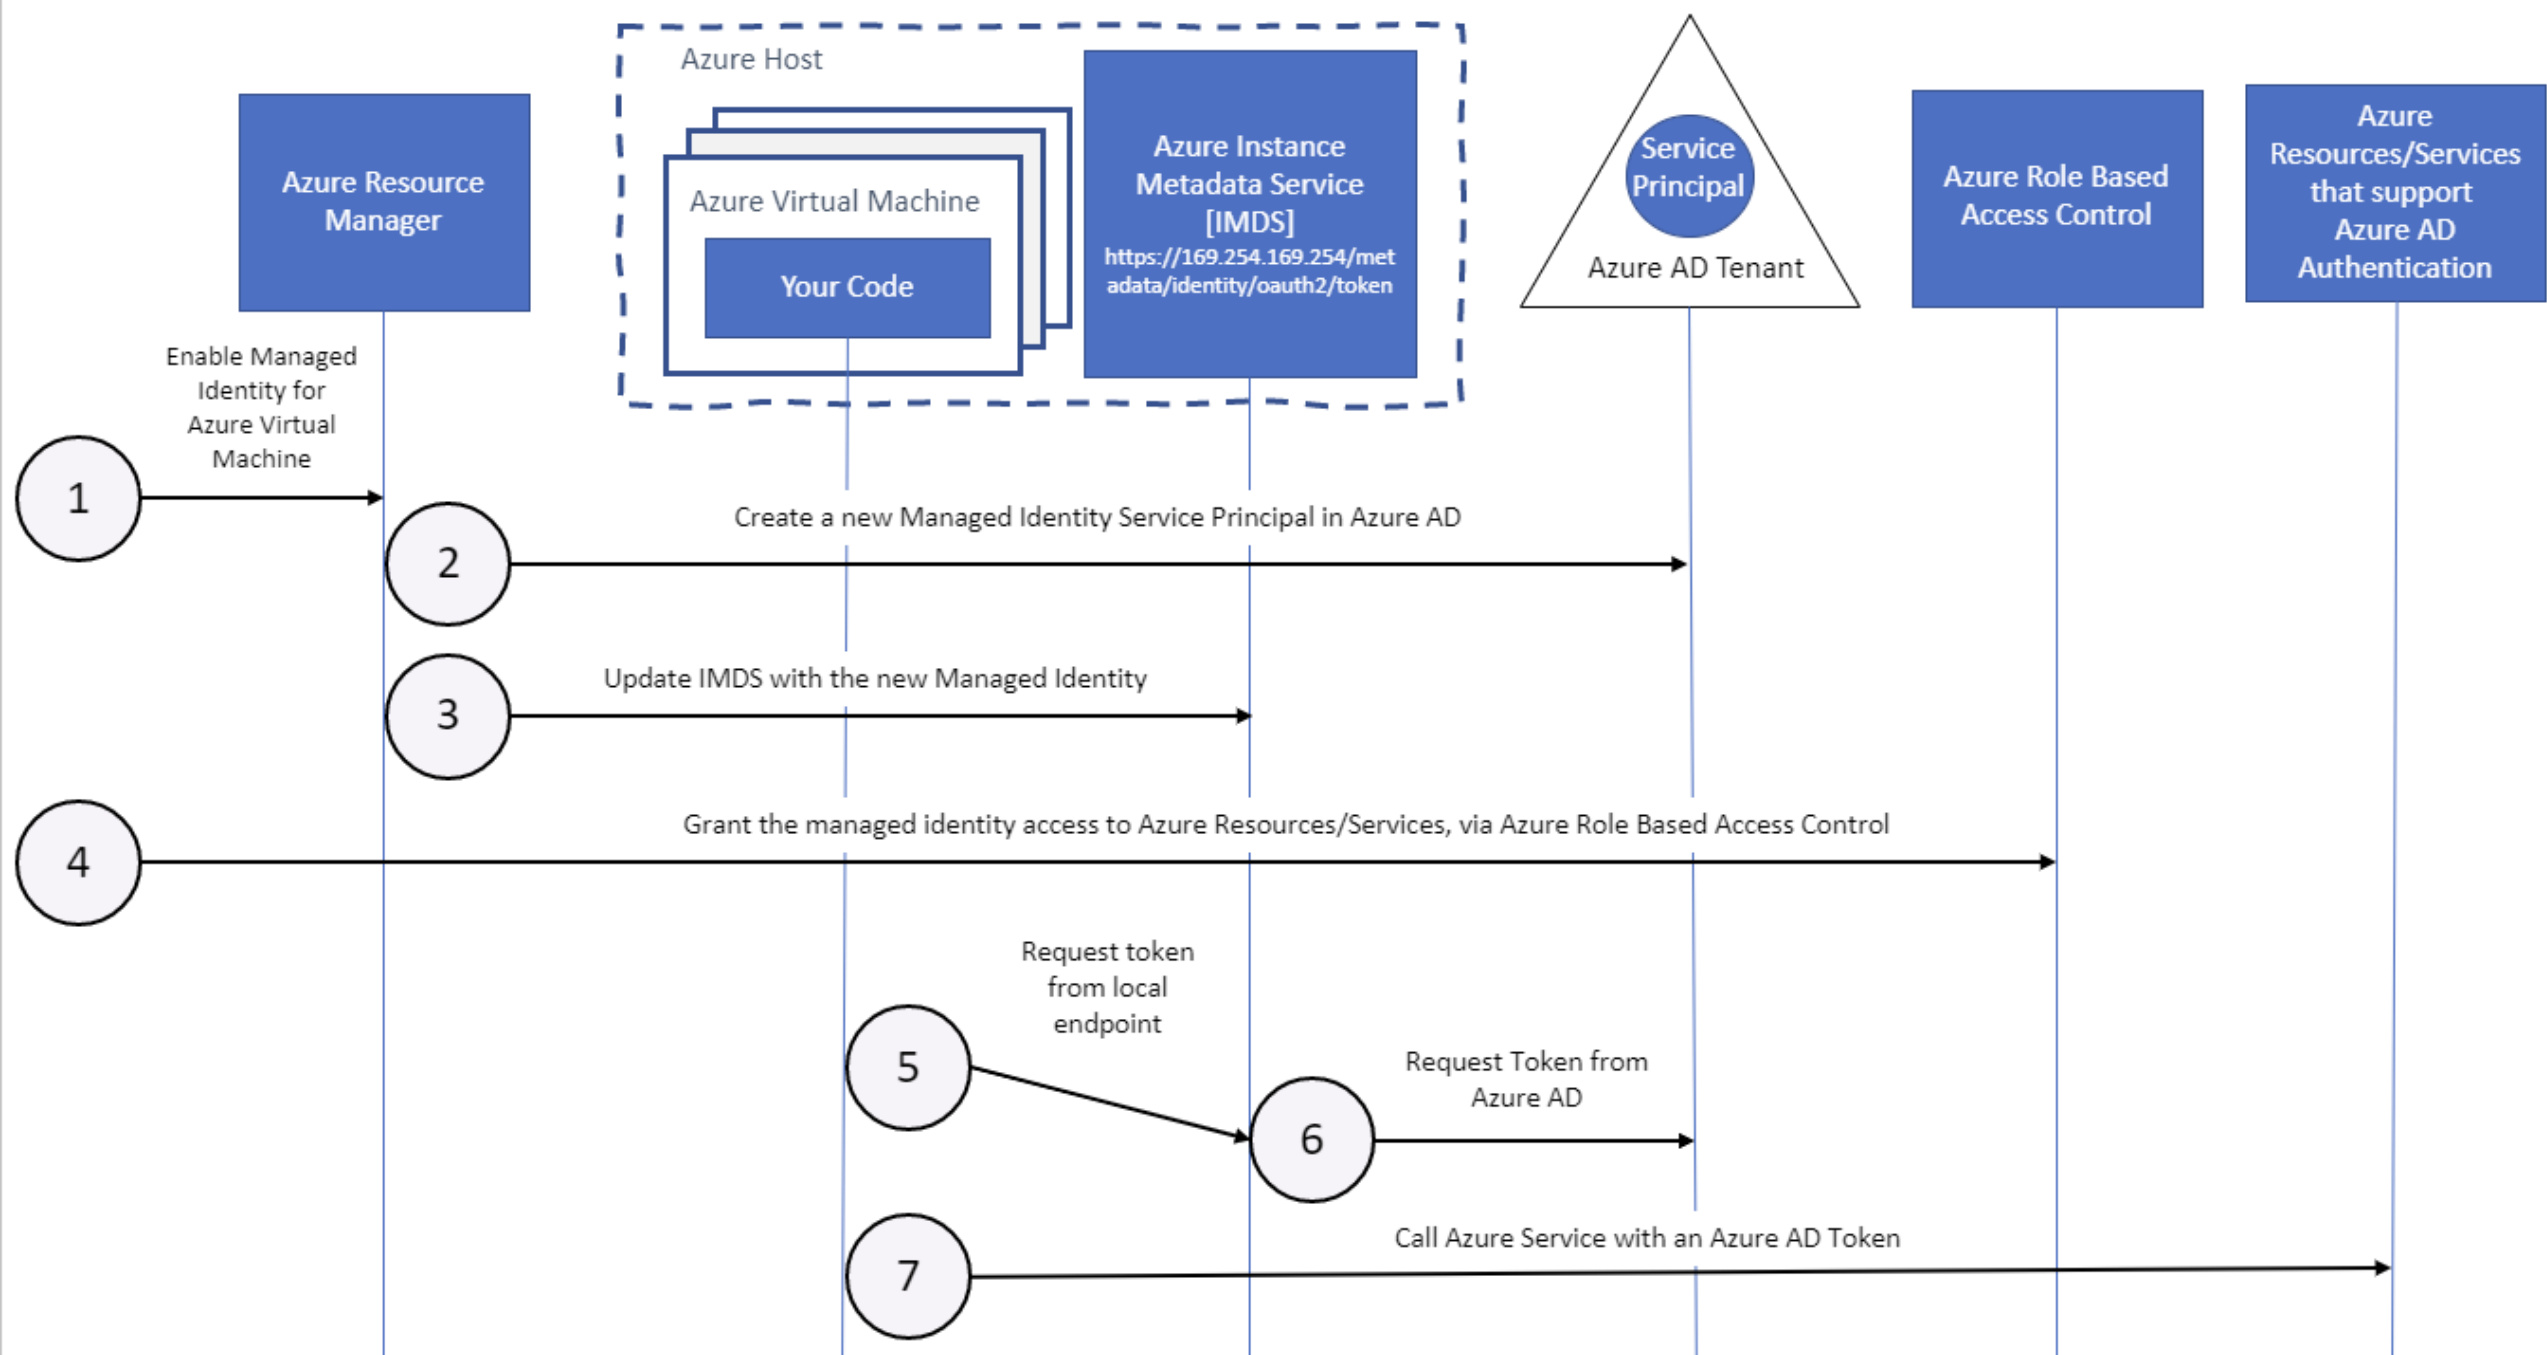 Azure Resource
Manager
Azure Host
Azure Virtual Machine
Your Code
Azure Instance
Metadata Service
[IMDS]
https://169.254.169.254/met
adata/identity/oauth2/token
Service
Principal
Azure AD Tenant
Azure Role Based
Access Control
Azure
Resources/Services
that support
Azure AD
Authentication
Enable Managed
Identity for
Azure Virtual
Machine
1
2
Create a new Managed Identity Service Principal in Azure AD
3
Update IMDS with the new Managed Identity
4
Grant the managed identity access to Azure Resources/Services, via Azure Role Based Access Control
5
Request token
from local
endpoint
6
Request Token from
Azure AD
7
Call Azure Service with an Azure AD Token